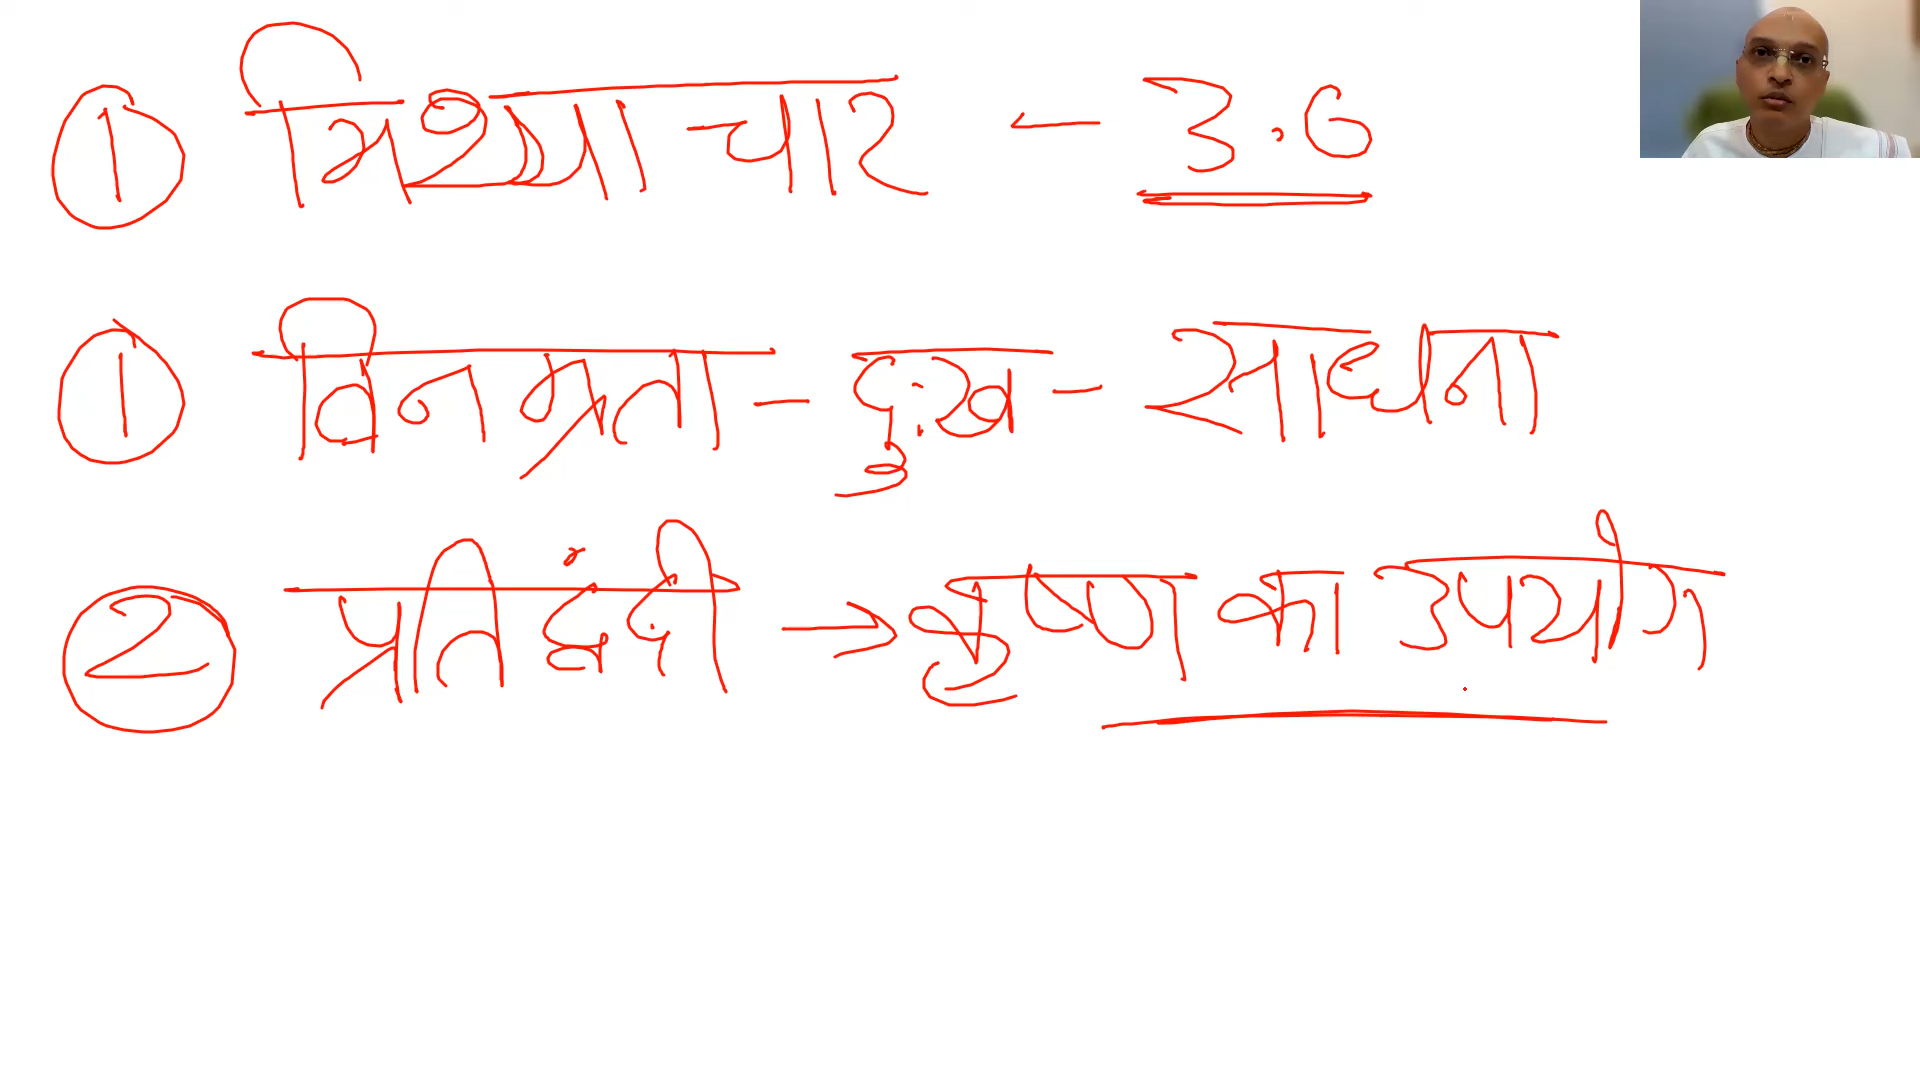 ① मिथ्याचार - 3.6
① विनम्रता - दुःख - साधना
② प्रतिद्वंदी → कृष्ण का उपयोग